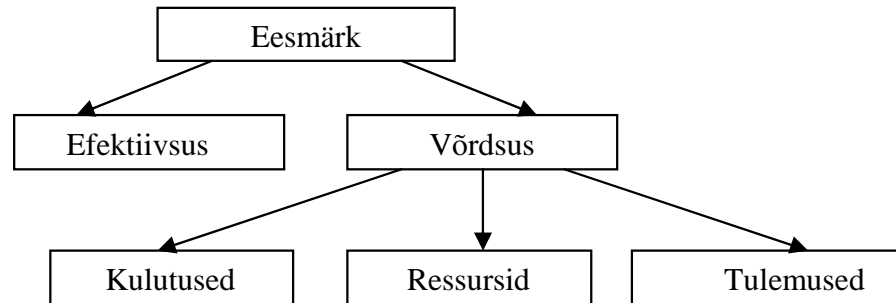 Eesmärk
Efektiivsus
Võrdsus
Kulutused
Ressursid
Tulemused